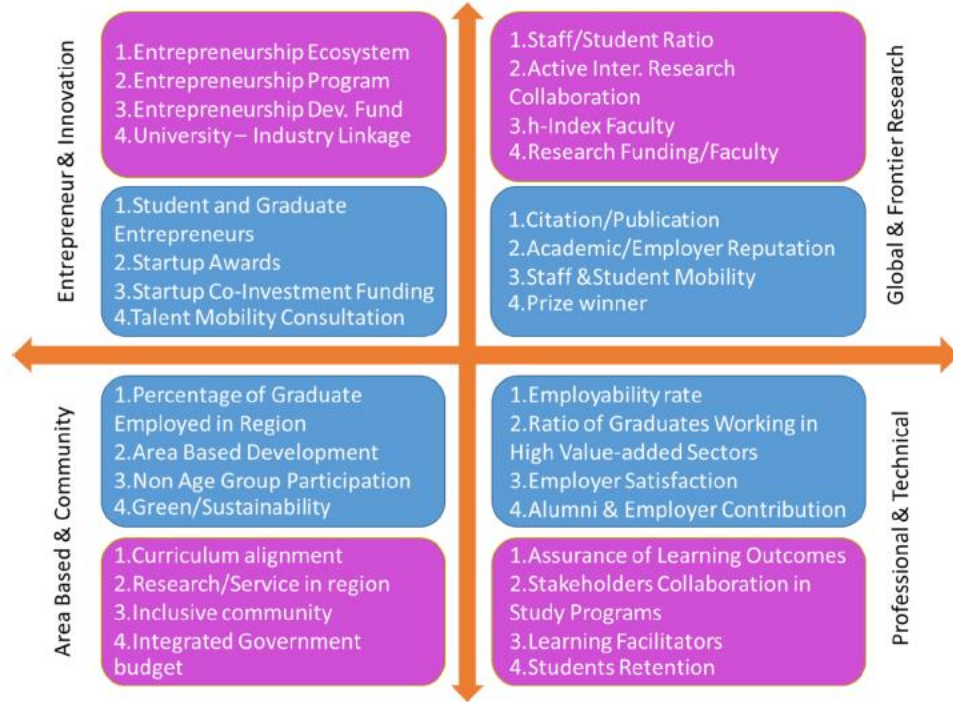 Entrepreneur & Innovation
1.Entrepreneurship Ecosystem
2.Entrepreneurship Program
3.Entrepreneurship Dev. Fund
4.University – Industry Linkage
1.Student and Graduate
Entrepreneurs
2.Startup Awards
3.Startup Co-Investment Funding
4.Talent Mobility Consultation
Global & Frontier Research
1.Staff/Student Ratio
2.Active Inter. Research
Collaboration
3.h-Index Faculty
4.Research Funding/Faculty
1.Citation/Publication
2.Academic/Employer Reputation
3.Staff &Student Mobility
4.Prize winner
Area Based & Community
1.Percentage of Graduate
Employed in Region
2.Area Based Development
3.Non Age Group Participation
4.Green/Sustainability
1.Curriculum alignment
2.Research/Service in region
3.Inclusive community
4.Integrated Government
budget
Professional & Technical
1.Employability rate
2.Ratio of Graduates Working in
High Value-added Sectors
3.Employer Satisfaction
4.Alumni & Employer Contribution
1.Assurance of Learning Outcomes
2.Stakeholders Collaboration in
Study Programs
3.Learning Facilitators
4.Students Retention